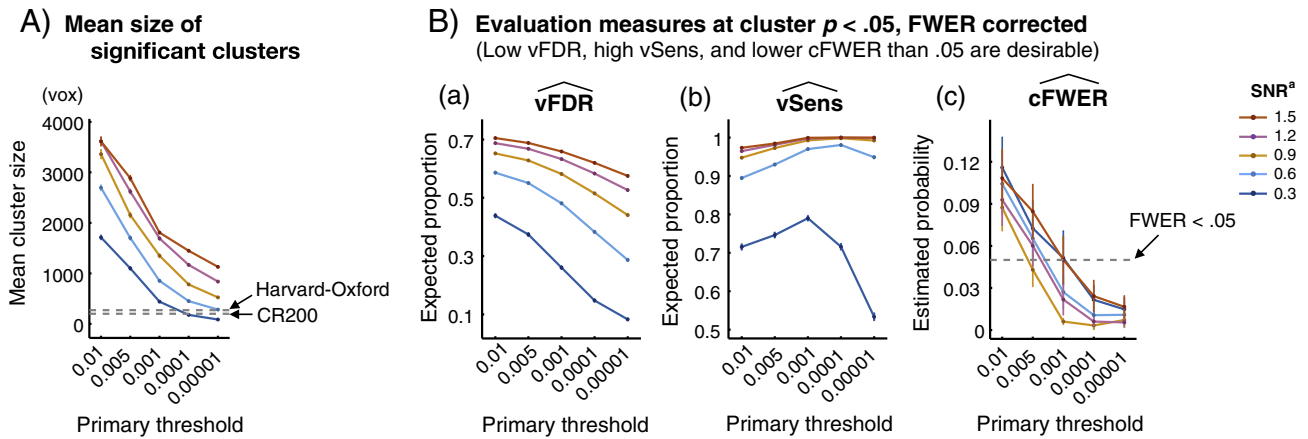 A) Mean size of
significant clusters
(vox)
4000
3000
2000
1000
0
Mean cluster size
Harvard-Oxford
CR200
0.01 0.005 0.001 0.0001 0.00001
Primary threshold
B) Evaluation measures at cluster p < .05, FWER corrected
(Low vFDR, high vSens, and lower cFWER than .05 are desirable)
(a) vFDR
0.7
0.5
0.3
0.1
Expected proportion
0.01 0.005 0.001 0.0001 0.00001
Primary threshold
(b) vSens
1
0.9
0.8
0.7
0.6
0.5
Expected proportion
0.01 0.005 0.001 0.0001 0.00001
Primary threshold
(c) cFWER
0.12
0.09
0.06
0.03
0
Estimated probability
FWER < .05
0.01 0.005 0.001 0.0001 0.00001
Primary threshold
SNRᵃ
1.5
1.2
0.9
0.6
0.3